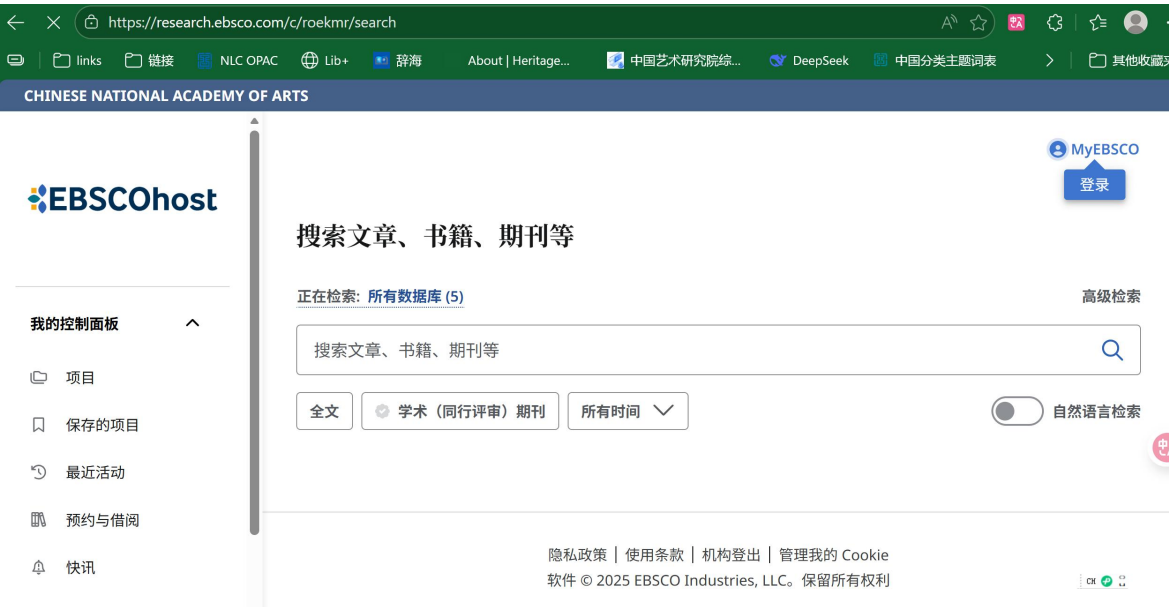 https://research.ebsco.com/c/roekmr/search
links 链接 NLC OPAC Lib+ 辞海 About | Heritage... 中国艺术研究院综... DeepSeek 中国分类主题词表 其他收藏夹
CHINESE NATIONAL ACADEMY OF ARTS
MyEBSCO
登录
EBSCOhost
搜索文章、书籍、期刊等
正在检索: 所有数据库 (5)
高级检索
搜索文章、书籍、期刊等
全文 学术（同行评审）期刊 所有时间 自然语言检索
我的控制面板
项目
保存的项目
最近活动
预约与借阅
快讯
隐私政策 | 使用条款 | 机构登出 | 管理我的 Cookie
软件 © 2025 EBSCO Industries, LLC。保留所有权利
CH